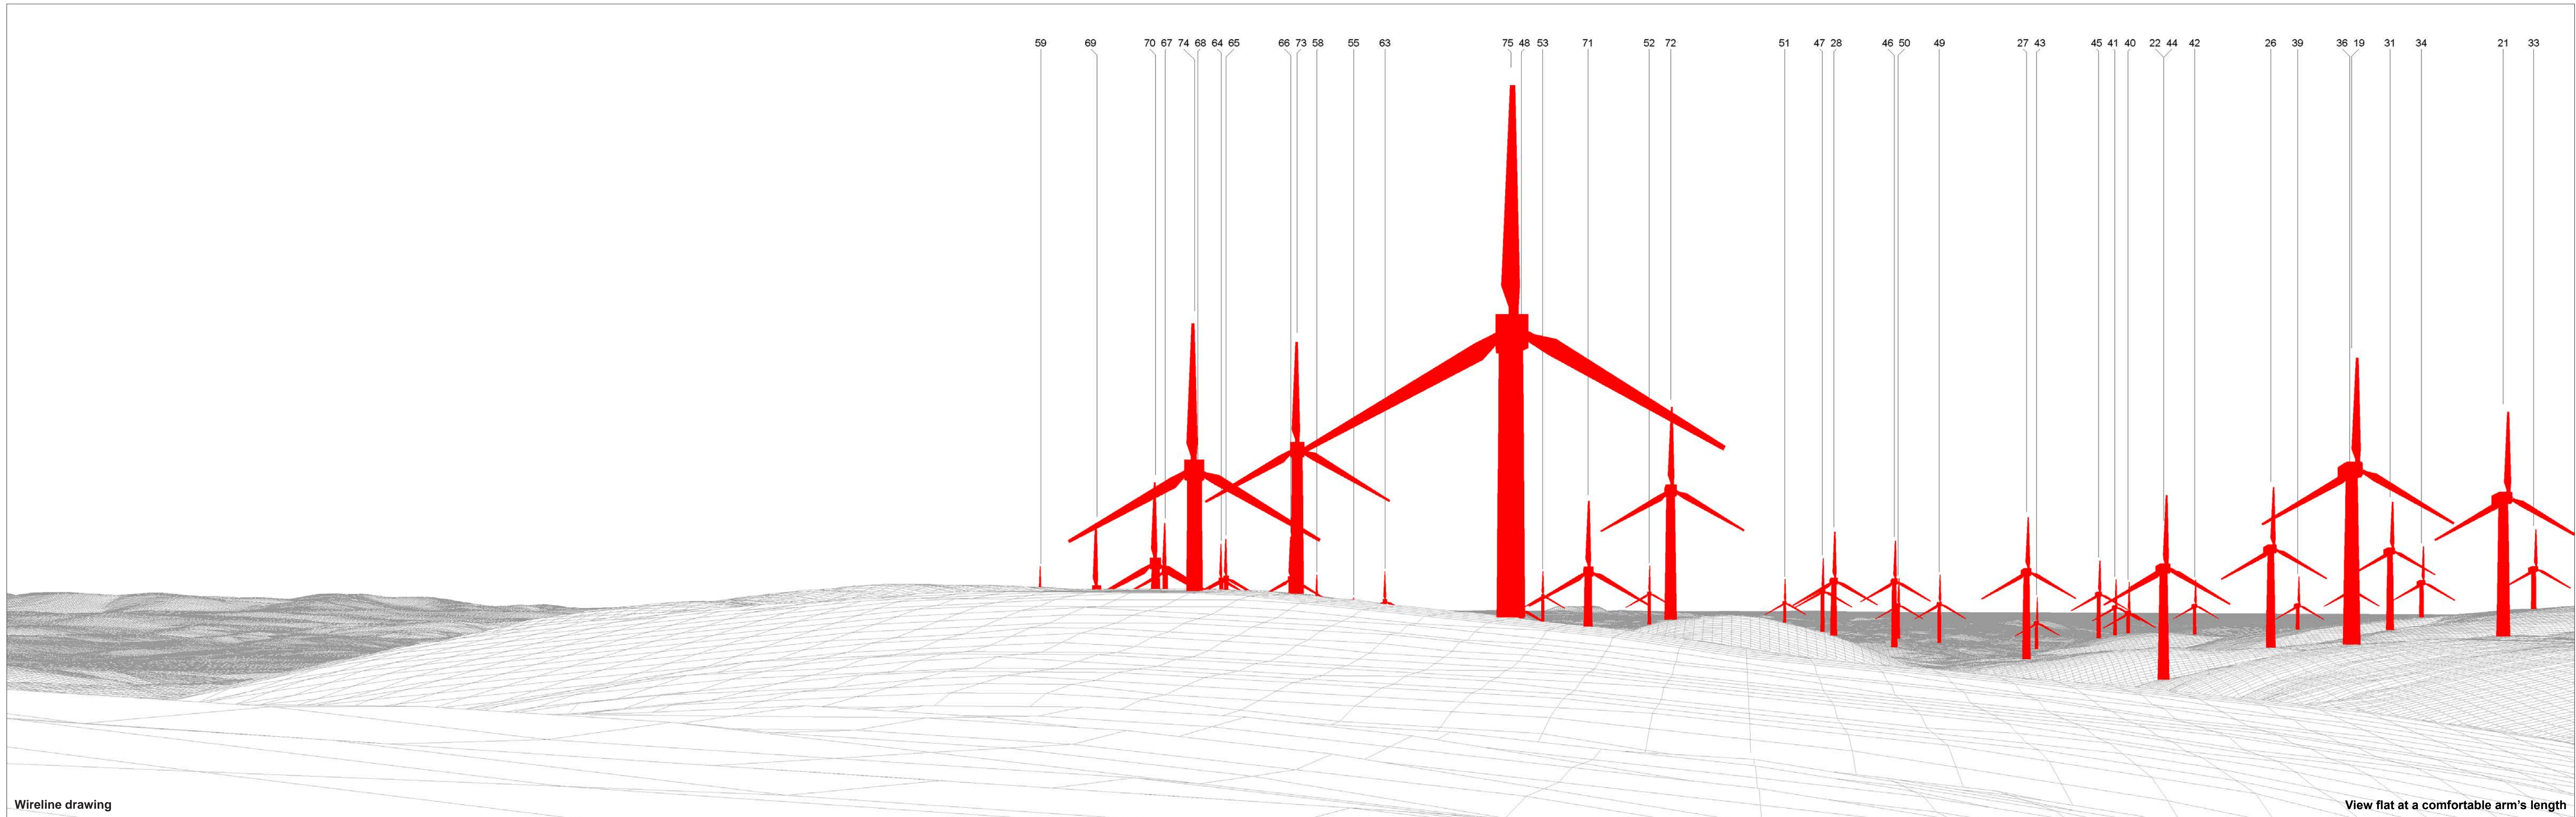 59 69 70 67 74 68 64 65 66 73 58 55 63 75 48 53 71 52 72 51 47 28 46 50 49 27 43 45 41 40 22 44 42 26 39 36 19 31 34 21 33
Wireline drawing
View flat at a comfortable arm's length